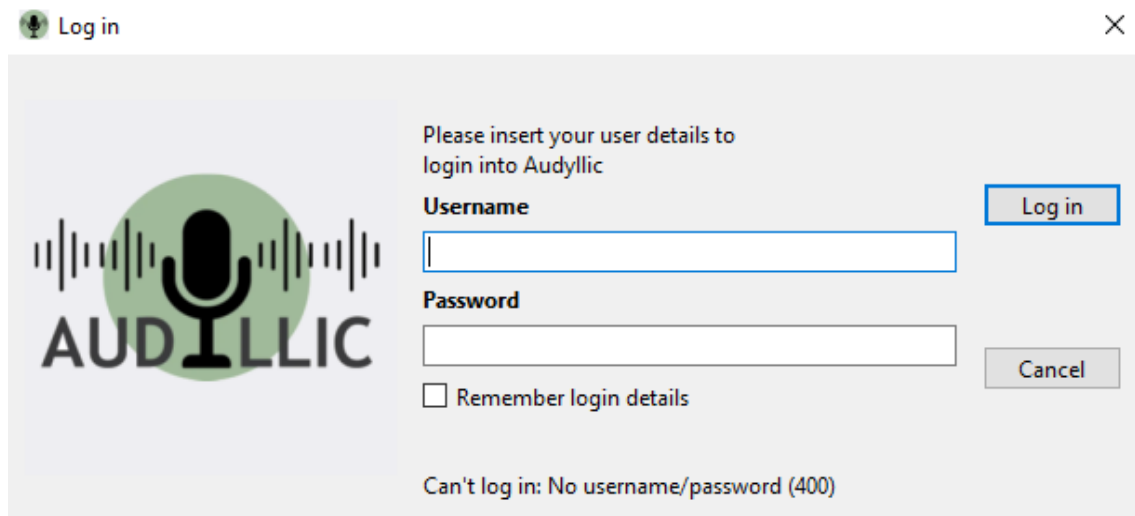 Log in
Please insert your user details to
login into Audyllic
Username
Log in
Password
Cancel
Remember login details
Can't log in: No username/password (400)
AUDYLLIC